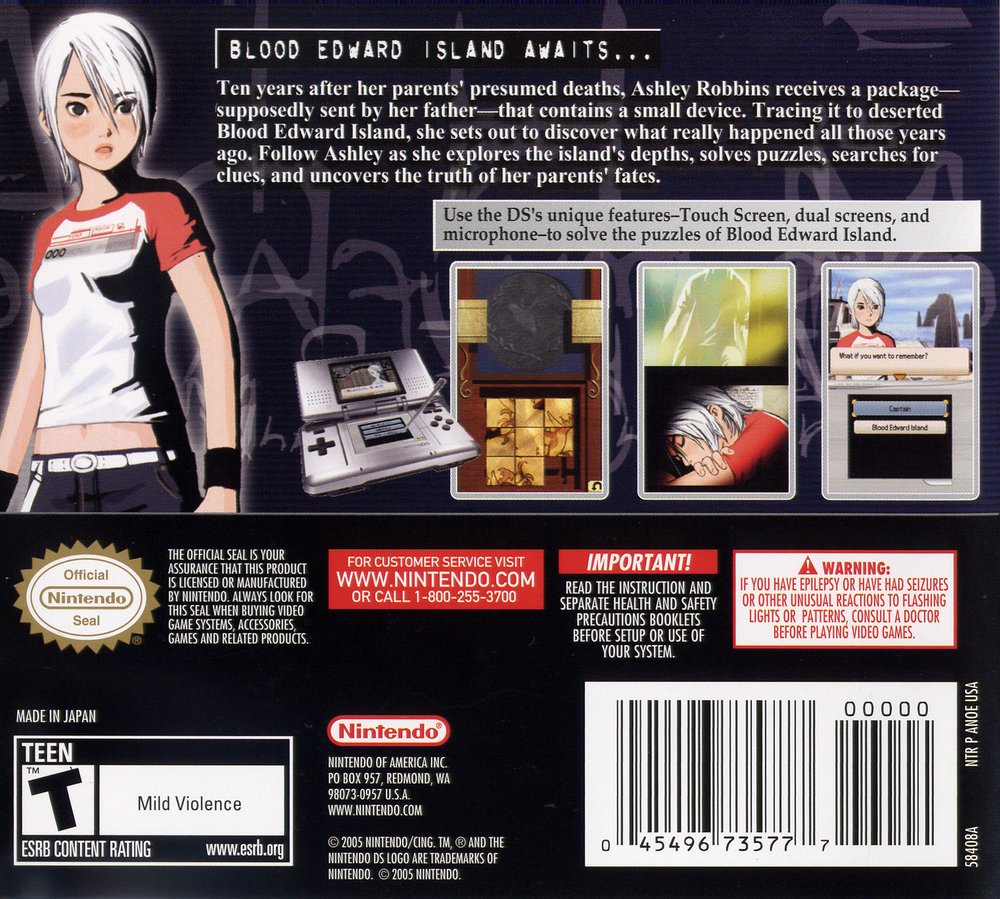 BLOOD EDWARD ISLAND AWAITS...
Ten years after her parents' presumed deaths, Ashley Robbins receives a package—
supposedly sent by her father—that contains a small device. Tracing it to deserted
Blood Edward Island, she sets out to discover what really happened all those years
ago. Follow Ashley as she explores the island's depths, solves puzzles, searches for
clues, and uncovers the truth of her parents' fates.
Use the DS's unique features–Touch Screen, dual screens, and
microphone–to solve the puzzles of Blood Edward Island.
What if you want to remember?
Captain
Blood Edward Island
Official
Nintendo
Seal
®
THE OFFICIAL SEAL IS YOUR
ASSURANCE THAT THIS PRODUCT
IS LICENSED OR MANUFACTURED
BY NINTENDO. ALWAYS LOOK FOR
THIS SEAL WHEN BUYING VIDEO
GAME SYSTEMS, ACCESSORIES,
GAMES AND RELATED PRODUCTS.
FOR CUSTOMER SERVICE VISIT
WWW.NINTENDO.COM
OR CALL 1-800-255-3700
IMPORTANT!
READ THE INSTRUCTION AND
SEPARATE HEALTH AND SAFETY
PRECAUTIONS BOOKLETS
BEFORE SETUP OR USE OF
YOUR SYSTEM.
WARNING:
IF YOU HAVE EPILEPSY OR HAVE HAD SEIZURES
OR OTHER UNUSUAL REACTIONS TO FLASHING
LIGHTS OR PATTERNS, CONSULT A DOCTOR
BEFORE PLAYING VIDEO GAMES.
MADE IN JAPAN
TEEN
T
TM
Mild Violence
ESRB CONTENT RATING www.esrb.org
Nintendo®
NINTENDO OF AMERICA INC.
PO BOX 957, REDMOND, WA
98073-0957 U.S.A.
WWW.NINTENDO.COM
© 2005 NINTENDO/CING. TM, ® AND THE
NINTENDO DS LOGO ARE TRADEMARKS OF
NINTENDO. © 2005 NINTENDO.
00000
0 45496 73577 7
NTR P ANOE USA
58408A